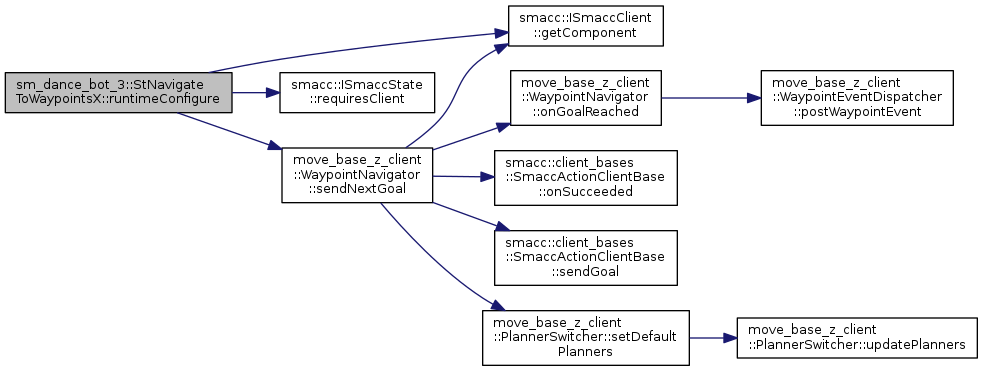 smacc::ISmaccClient
::getComponent
sm_dance_bot_3::StNavigate
ToWaypointsX::runtimeConfigure
smacc::ISmaccState
::requiresClient
move_base_z_client
::WaypointNavigator
::onGoalReached
move_base_z_client
::WaypointEventDispatcher
::postWaypointEvent
move_base_z_client
::WaypointNavigator
::sendNextGoal
smacc::client_bases
::SmaccActionClientBase
::onSucceeded
smacc::client_bases
::SmaccActionClientBase
::sendGoal
move_base_z_client
::PlannerSwitcher::setDefault
Planners
move_base_z_client
::PlannerSwitcher::updatePlanners